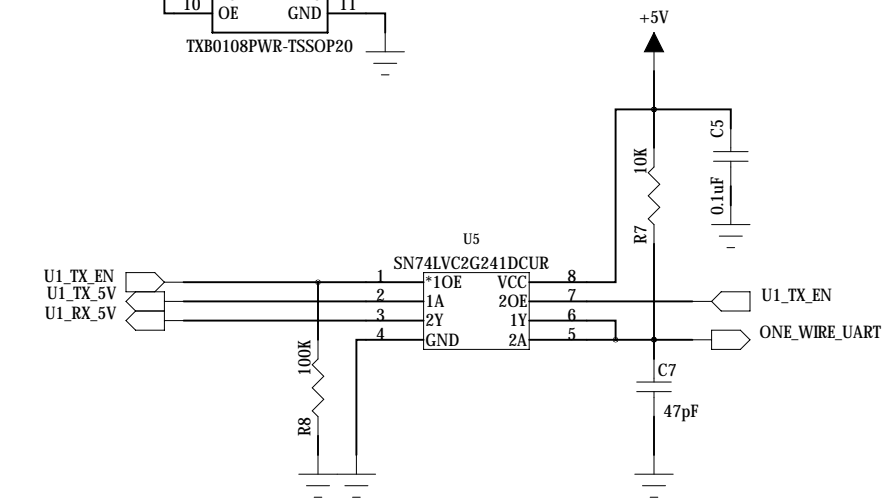 10 OE GND 11
TXB0108PWR-TSSOP20
+5V
C5
0.1uF
10K
R7
U5
SN74LVC2G241DCUR
U1_TX_EN 1 *1OE VCC 8
U1_TX_5V 2 1A 2OE 7 U1_TX_EN
U1_RX_5V 3 2Y 1Y 6
4 GND 2A 5 ONE_WIRE_UART
100K
R8
C7
47pF